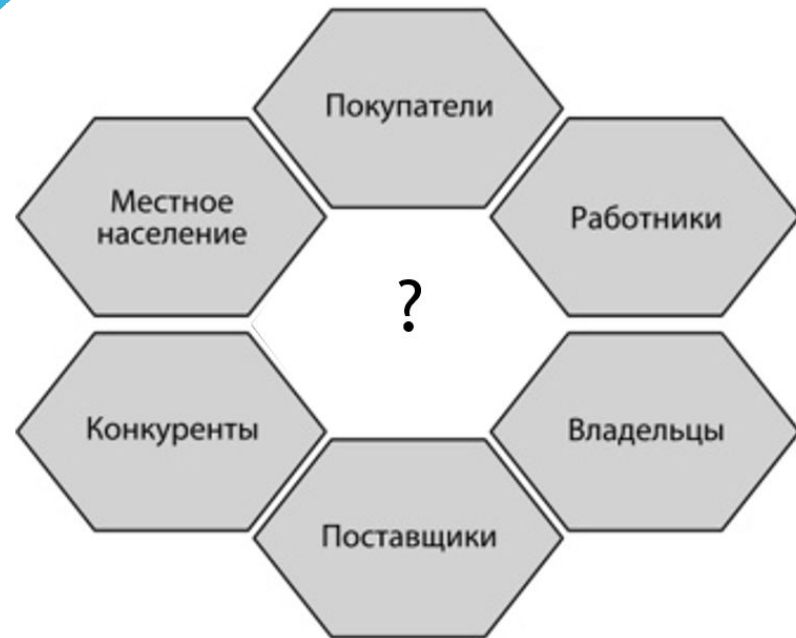 Покупатели
Местное
население
Работники
?
Конкуренты
Владельцы
Поставщики